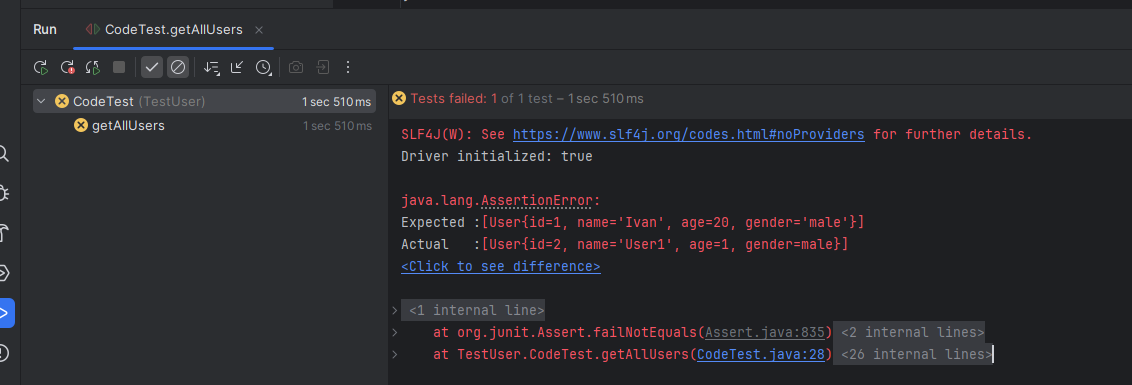 Run
CodeTest.getAllUsers
CodeTest (TestUser) 1 sec 510 ms
getAllUsers 1 sec 510 ms
Tests failed: 1 of 1 test – 1 sec 510 ms
SLF4J(W): See https://www.slf4j.org/codes.html#noProviders for further details.
Driver initialized: true
java.lang.AssertionError:
Expected :[User{id=1, name='Ivan', age=20, gender='male'}]
Actual   :[User{id=2, name='User1', age=1, gender=male}]
<Click to see difference>
<1 internal line>
at org.junit.Assert.failNotEquals(Assert.java:835) <2 internal lines>
at TestUser.CodeTest.getAllUsers(CodeTest.java:28) <26 internal lines>